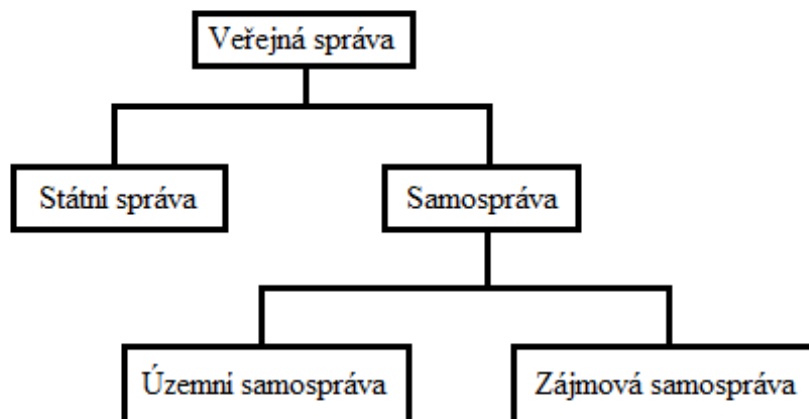 Veřejná správa
Státní správa
Samospráva
Územní samospráva
Zájmová samospráva